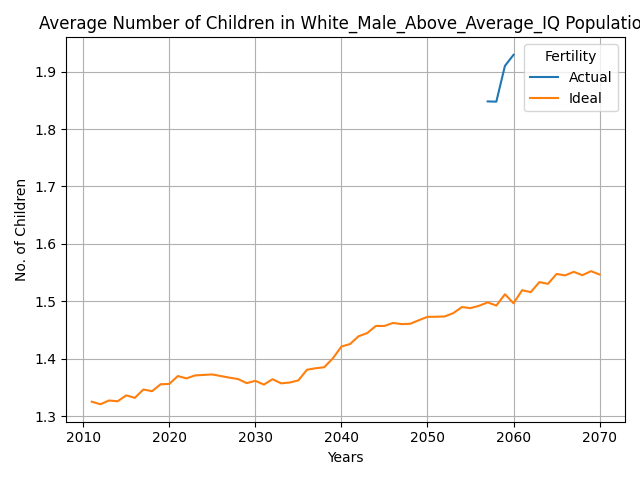 Average Number of Children in White_Male_Above_Average_IQ Populatio
Fertility
Actual
Ideal
No. of Children
1.9
1.8
1.7
1.6
1.5
1.4
1.3
2010 2020 2030 2040 2050 2060 2070
Years